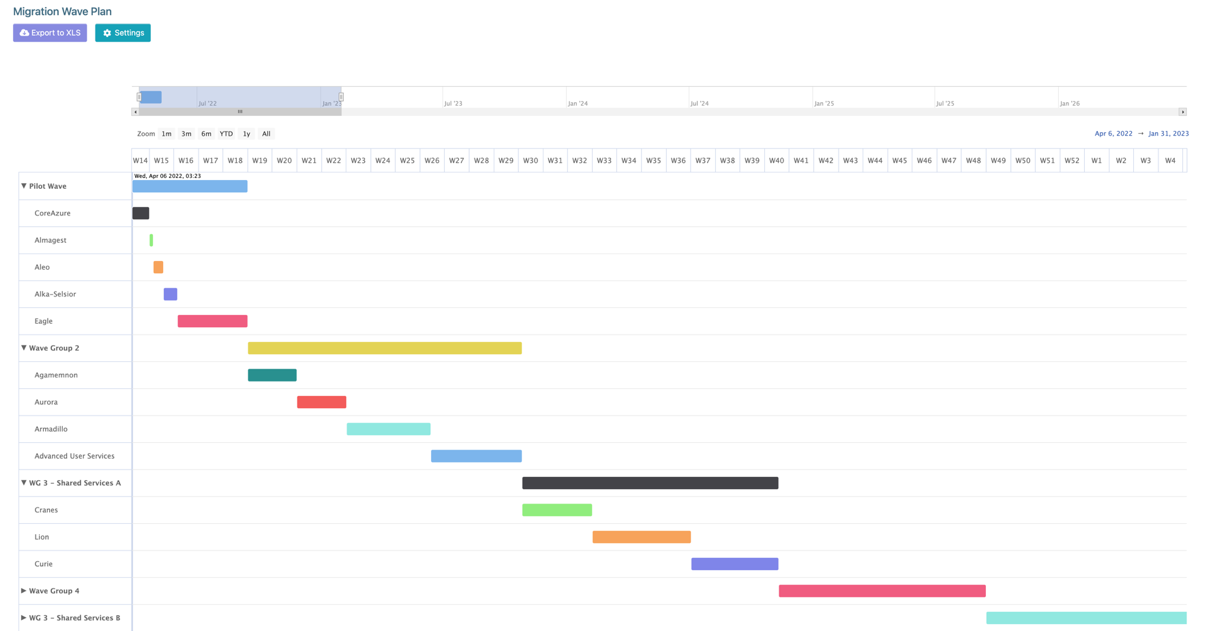 Migration Wave Plan
Export to XLS Settings
Jul '22 Jan '23 Jul '23 Jan '24 Jul '24 Jan '25 Jul '25 Jan '26
Zoom 1m 3m 6m YTD 1y All Apr 6, 2022 → Jan 31, 2023
W14 W15 W16 W17 W18 W19 W20 W21 W22 W23 W24 W25 W26 W27 W28 W29 W30 W31 W32 W33 W34 W35 W36 W37 W38 W39 W40 W41 W42 W43 W44 W45 W46 W47 W48 W49 W50 W51 W52 W1 W2 W3 W4
Wed, Apr 06 2022, 03:23
Pilot Wave
CoreAzure
Almagest
Aleo
Alka-Selsior
Eagle
Wave Group 2
Agamemnon
Aurora
Armadillo
Advanced User Services
WG 3 - Shared Services A
Cranes
Lion
Curie
Wave Group 4
WG 3 - Shared Services B